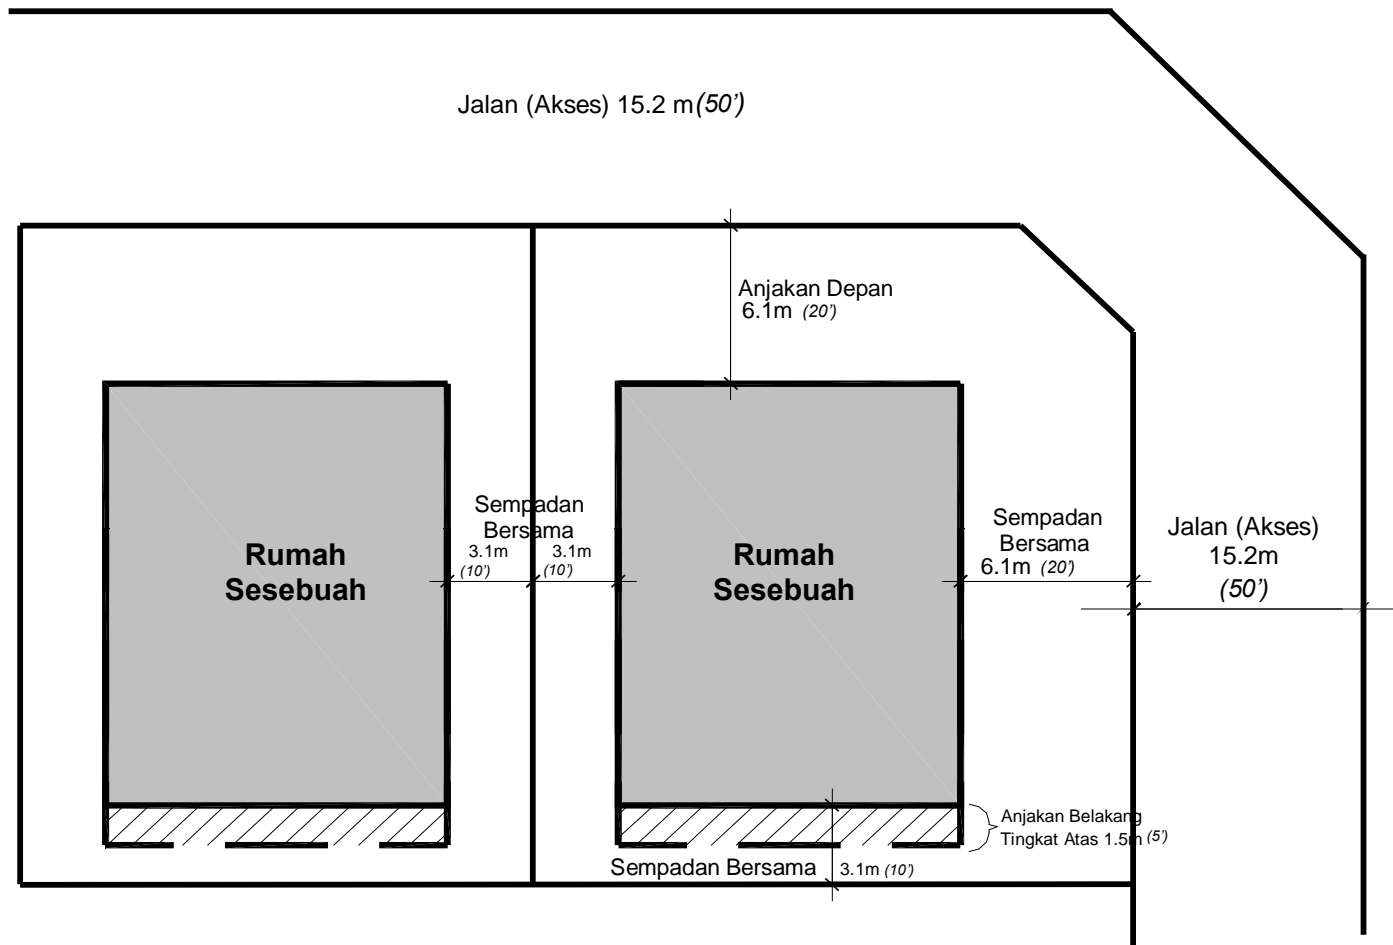 Jalan (Akses) 15.2 m(50')
Anjakan Depan
6.1m (20')
Sempadan
Bersama
3.1m 3.1m
(10') (10')
Rumah
Sesebuah
Rumah
Sesebuah
Sempadan
Bersama
6.1m (20')
Jalan (Akses)
15.2m
(50')
Anjakan Belakang
Tingkat Atas 1.5m (5')
Sempadan Bersama 3.1m (10')